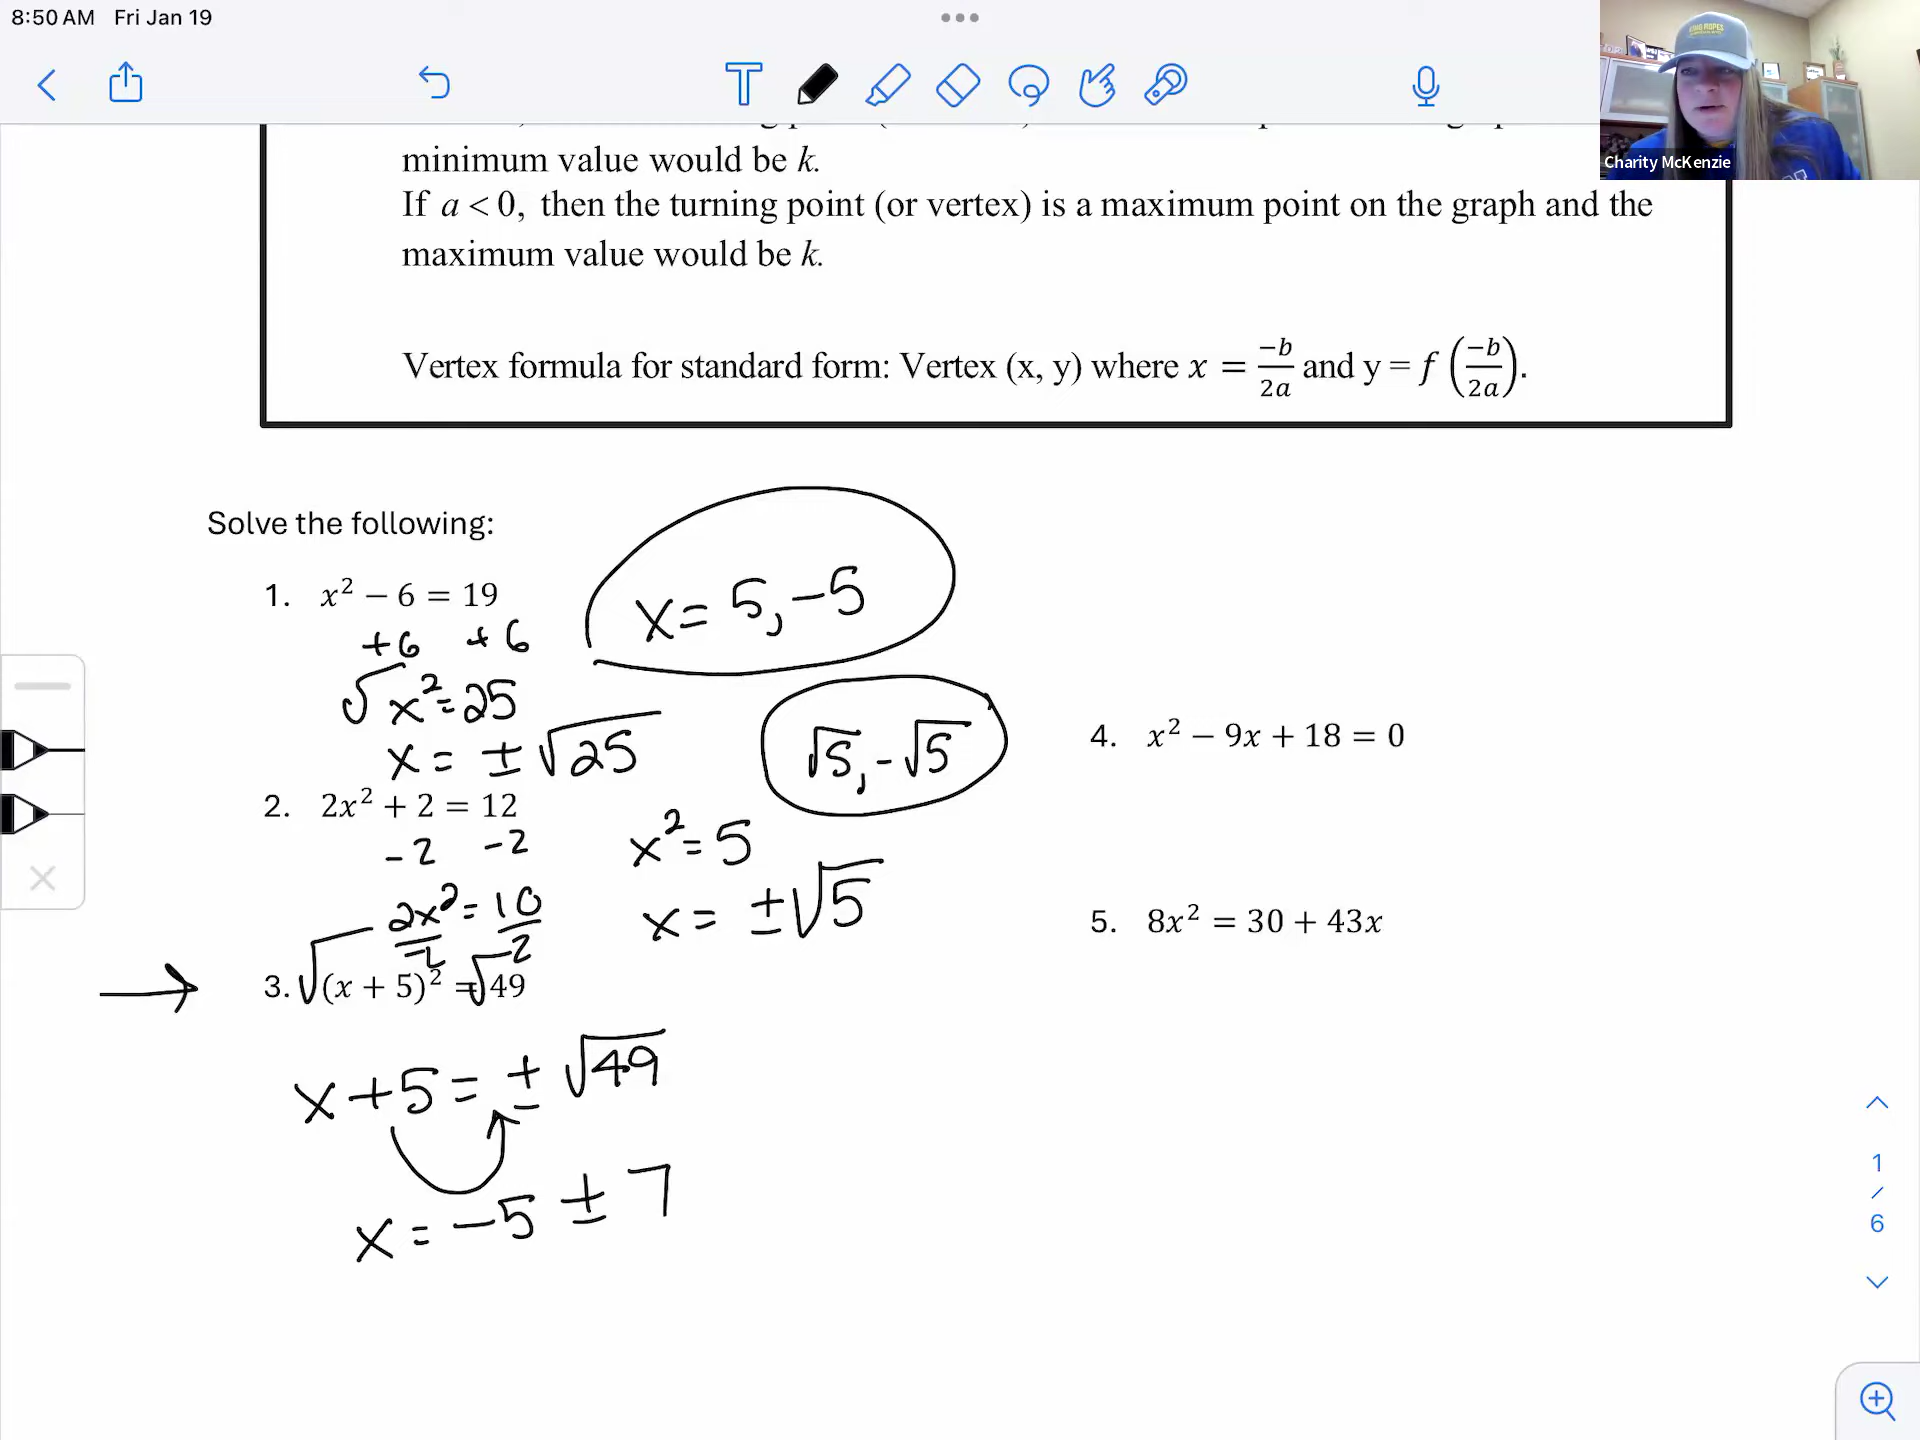 8:50 AM Fri Jan 19
Charity McKenzie
minimum value would be k.
If a < 0, then the turning point (or vertex) is a maximum point on the graph and the
maximum value would be k.
Vertex formula for standard form: Vertex (x, y) where x = -b/2a and y = f(-b/2a).
Solve the following:
1. x² − 6 = 19
+6 +6
√x² = 25
x = ± √25
x = 5, -5
2. 2x² + 2 = 12
-2 -2
2x² = 10
2
x² = 5
x = ±√5
√5, -√5
3. √(x + 5)² = √49
x + 5 = ± √49
x = -5 ± 7
4. x² − 9x + 18 = 0
5. 8x² = 30 + 43x
1
/
6